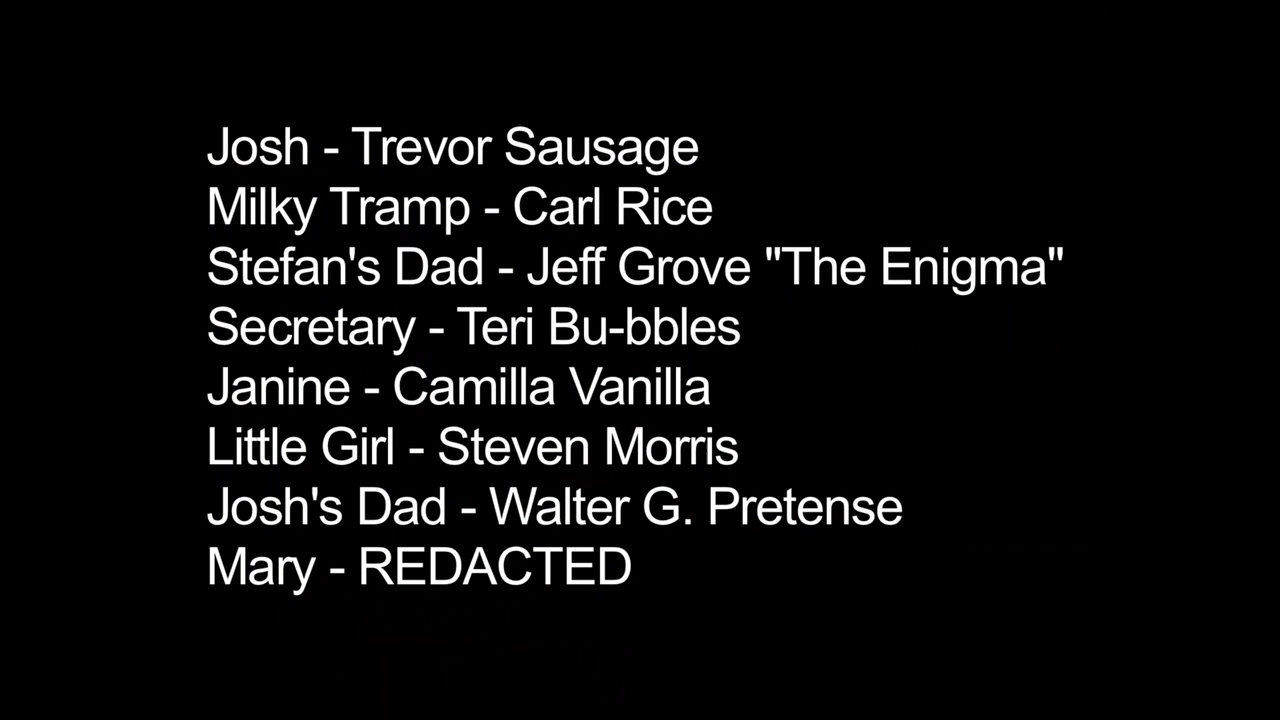 Josh - Trevor Sausage
Milky Tramp - Carl Rice
Stefan's Dad - Jeff Grove "The Enigma"
Secretary - Teri Bu-bbles
Janine - Camilla Vanilla
Little Girl - Steven Morris
Josh's Dad - Walter G. Pretense
Mary - REDACTED